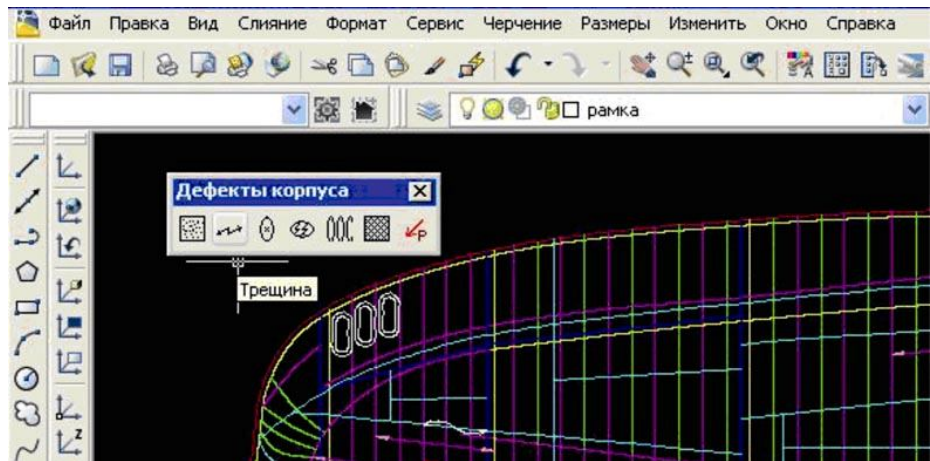 Файл Правка Вид Слияние Формат Сервис Черчение Размеры Изменить Окно Справка
рамка
Дефекты корпуса
P
Трещина
Z